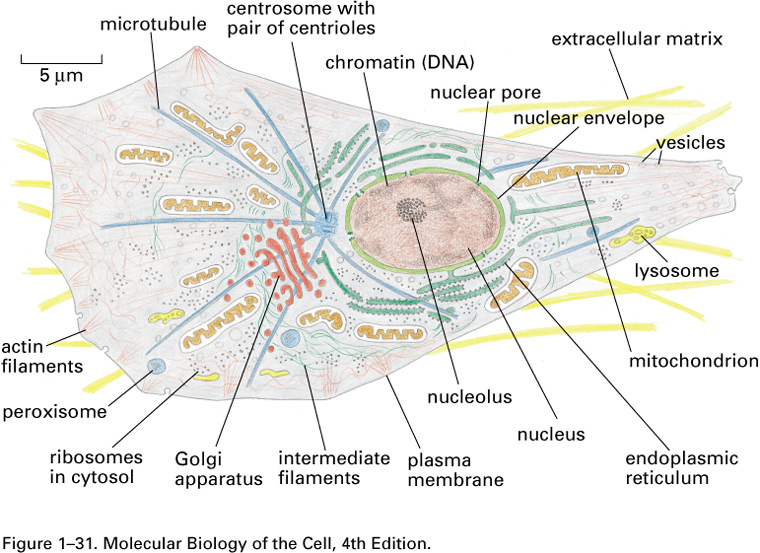 centrosome with
pair of centrioles
microtubule
extracellular matrix
5 µm
chromatin (DNA)
nuclear pore
nuclear envelope
vesicles
lysosome
actin
filaments
mitochondrion
peroxisome
nucleolus
nucleus
ribosomes
in cytosol
Golgi
apparatus
intermediate
filaments
plasma
membrane
endoplasmic
reticulum
Figure 1–31. Molecular Biology of the Cell, 4th Edition.